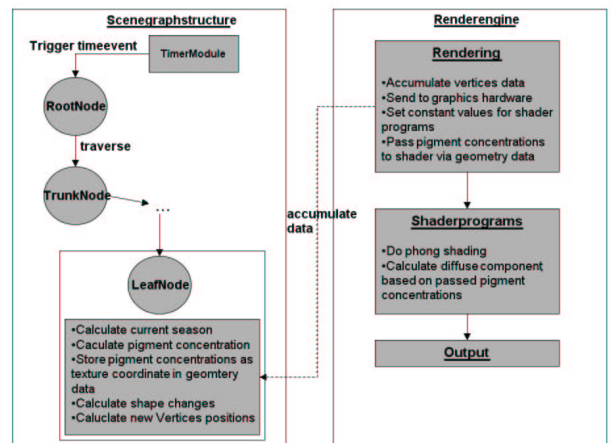 Scenegraphstructure
Trigger timeevent
TimerModule
RootNode
traverse
TrunkNode
...
LeafNode
•Calculate current season
•Caculate pigment concentration
•Store pigment concentrations as
texture coordinate in geomtery
data
•Calculate shape changes
•Caluclate new Vertices positions
accumulate
data
Renderengine
Rendering
•Accumulate vertices data
•Send to graphics hardware
•Set constant values for shader
programs
•Pass pigment concentrations
to shader via geometry data
Shaderprograms
•Do phong shading
•Calculate diffuse component
based on passed pigment
concentrations
Output